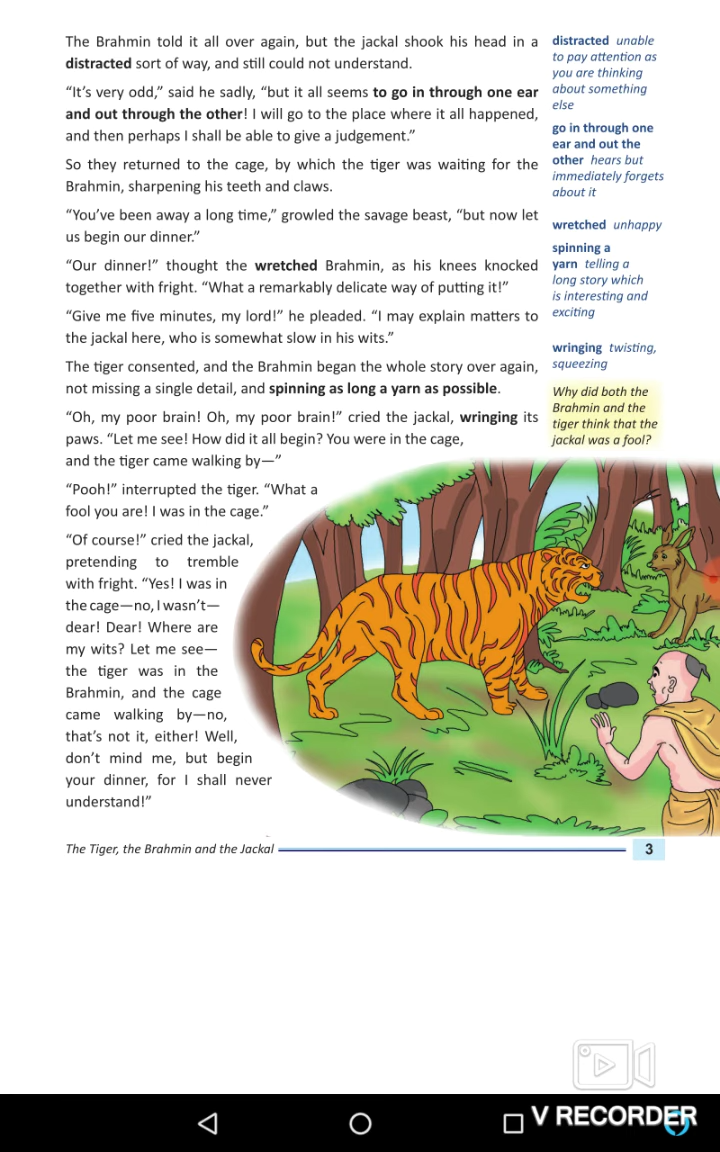 The Brahmin told it all over again, but the jackal shook his head in a
distracted sort of way, and still could not understand.
“It’s very odd,” said he sadly, “but it all seems to go in through one ear
and out through the other! I will go to the place where it all happened,
and then perhaps I shall be able to give a judgement.”
So they returned to the cage, by which the tiger was waiting for the
Brahmin, sharpening his teeth and claws.
“You’ve been away a long time,” growled the savage beast, “but now let
us begin our dinner.”
“Our dinner!” thought the wretched Brahmin, as his knees knocked
together with fright. “What a remarkably delicate way of putting it!”
“Give me five minutes, my lord!” he pleaded. “I may explain matters to
the jackal here, who is somewhat slow in his wits.”
The tiger consented, and the Brahmin began the whole story over again,
not missing a single detail, and spinning as long a yarn as possible.
“Oh, my poor brain! Oh, my poor brain!” cried the jackal, wringing its
paws. “Let me see! How did it all begin? You were in the cage,
and the tiger came walking by—”
“Pooh!” interrupted the tiger. “What a
fool you are! I was in the cage.”
“Of course!” cried the jackal,
pretending to tremble
with fright. “Yes! I was in
the cage—no, I wasn’t—
dear! Dear! Where are
my wits? Let me see—
the tiger was in the
Brahmin, and the cage
came walking by—no,
that’s not it, either! Well,
don’t mind me, but begin
your dinner, for I shall never
understand!”
distracted unable
to pay attention as
you are thinking
about something
else
go in through one
ear and out the
other hears but
immediately forgets
about it
wretched unhappy
spinning a
yarn telling a
long story which
is interesting and
exciting
wringing twisting,
squeezing
Why did both the
Brahmin and the
tiger think that the
jackal was a fool?
The Tiger, the Brahmin and the Jackal
3
V RECORDER